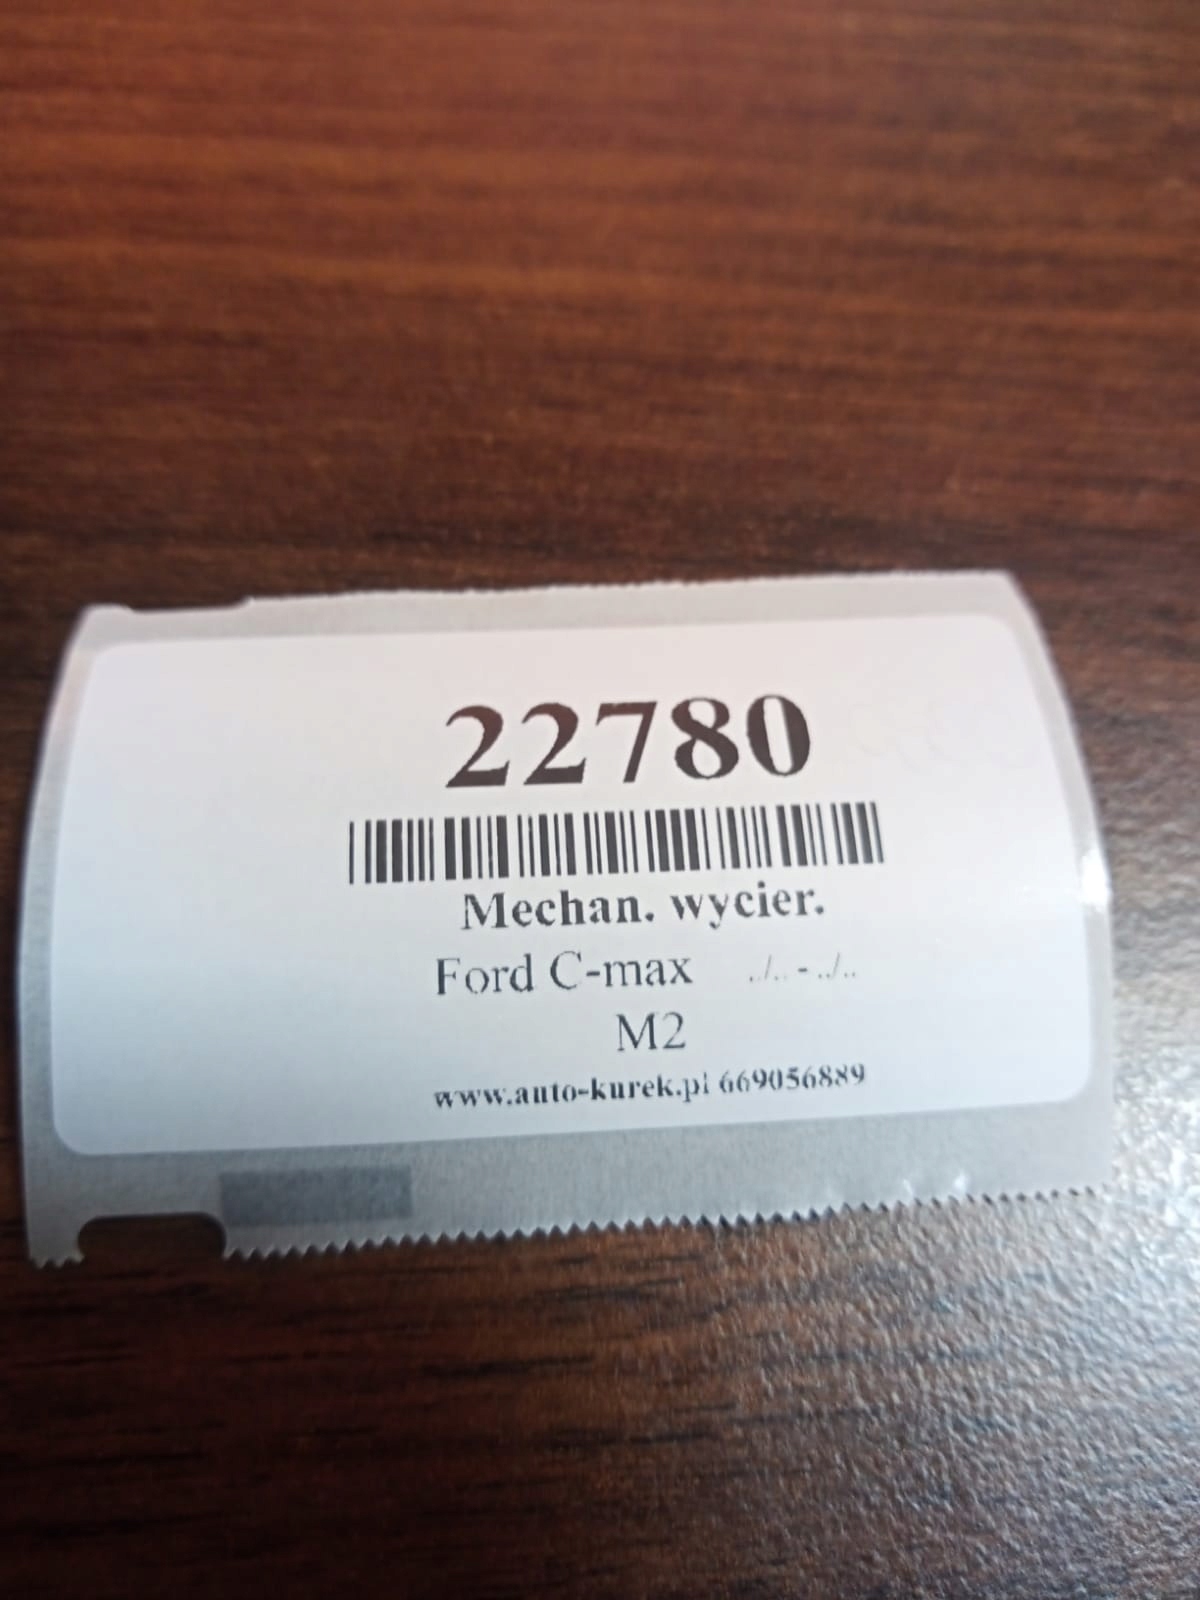 22780
Mechan. wycier.
Ford C-max ../.. - ../..
M2
www.auto-kurek.pl 669056889